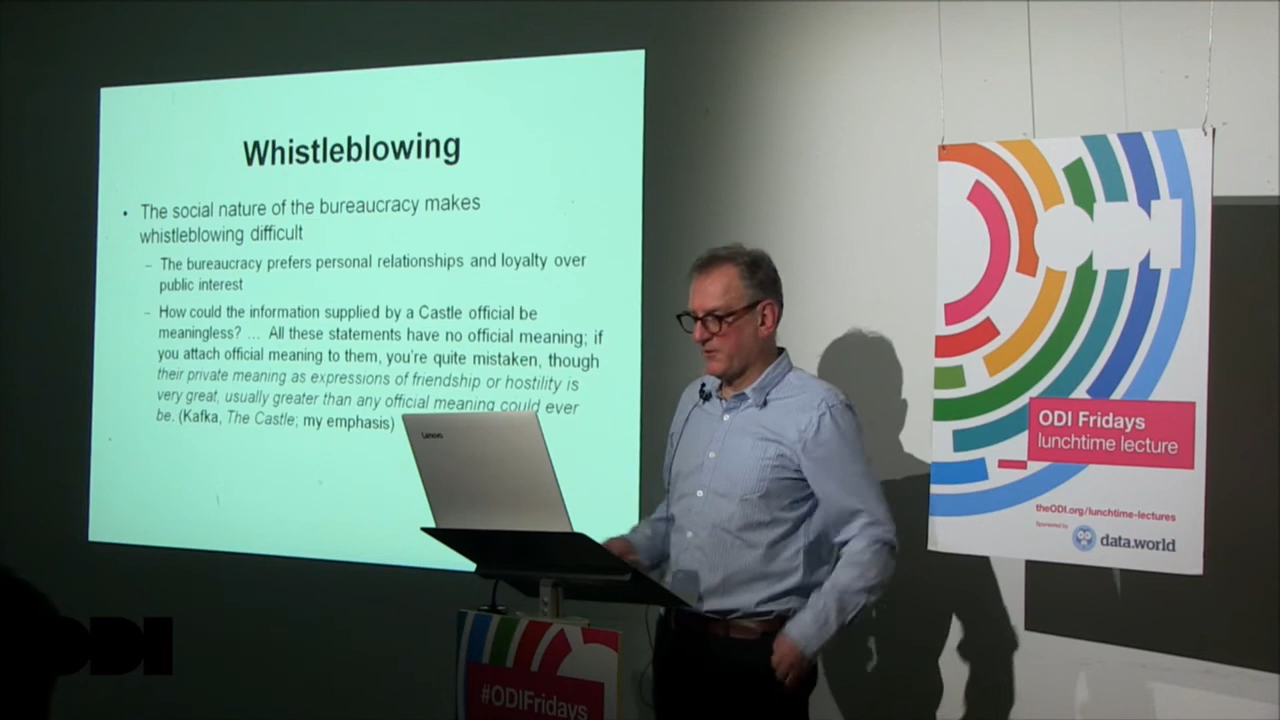 Whistleblowing
• The social nature of the bureaucracy makes
whistleblowing difficult
– The bureaucracy prefers personal relationships and loyalty over
public interest
– How could the information supplied by a Castle official be
meaningless? … All these statements have no official meaning; if
you attach official meaning to them, you're quite mistaken, though
their private meaning as expressions of friendship or hostility is
very great, usually greater than any official meaning could ever
be. (Kafka, The Castle; my emphasis)
Lenovo
ODI Fridays
lunchtime lecture
theODI.org/lunchtime-lectures
Sponsored by
data.world
ODI
#ODIFridays